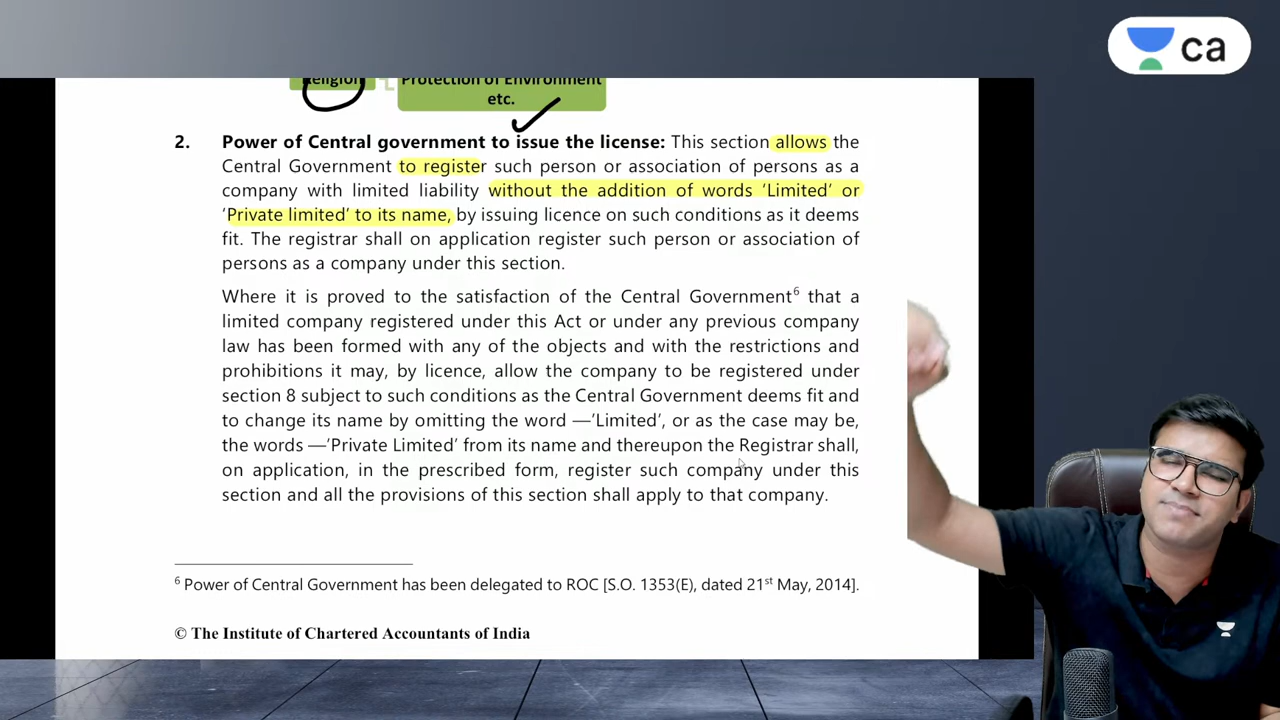 ca
Religion
Protection of Environment
etc.
2. Power of Central government to issue the license: This section allows the
Central Government to register such person or association of persons as a
company with limited liability without the addition of words ‘Limited’ or
‘Private limited’ to its name, by issuing licence on such conditions as it deems
fit. The registrar shall on application register such person or association of
persons as a company under this section.
Where it is proved to the satisfaction of the Central Government6 that a
limited company registered under this Act or under any previous company
law has been formed with any of the objects and with the restrictions and
prohibitions it may, by licence, allow the company to be registered under
section 8 subject to such conditions as the Central Government deems fit and
to change its name by omitting the word —‘Limited’, or as the case may be,
the words —‘Private Limited’ from its name and thereupon the Registrar shall,
on application, in the prescribed form, register such company under this
section and all the provisions of this section shall apply to that company.
6 Power of Central Government has been delegated to ROC [S.O. 1353(E), dated 21st May, 2014].
© The Institute of Chartered Accountants of India